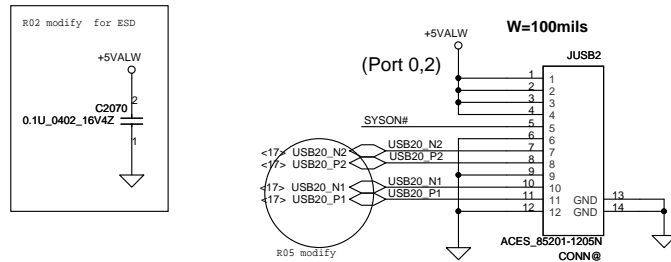 R02 modify for ESD
+5VALW
2
C2070
0.1U_0402_16V4Z
1
W=100mils
+5VALW
JUSB2
(Port 0,2)
1 1
2 2
3 3
4 4
SYSON# 5 5
6 6
<17> USB20_N2 USB20_N2 7 7
<17> USB20_P2 USB20_P2 8 8
9 9
<17> USB20_N1 USB20_N1 10 10
<17> USB20_P1 USB20_P1 11 11 GND 13
12 12 GND 14
R05 modify
ACES_85201-1205N
CONN@